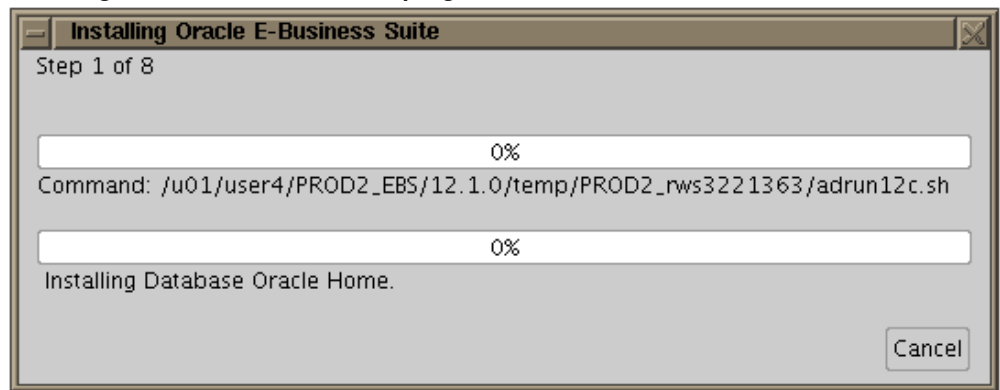 Installing Oracle E-Business Suite
Step 1 of 8
0%
Command: /u01/user4/PROD2_EBS/12.1.0/temp/PROD2_rws3221363/adrun12c.sh
0%
Installing Database Oracle Home.
Cancel